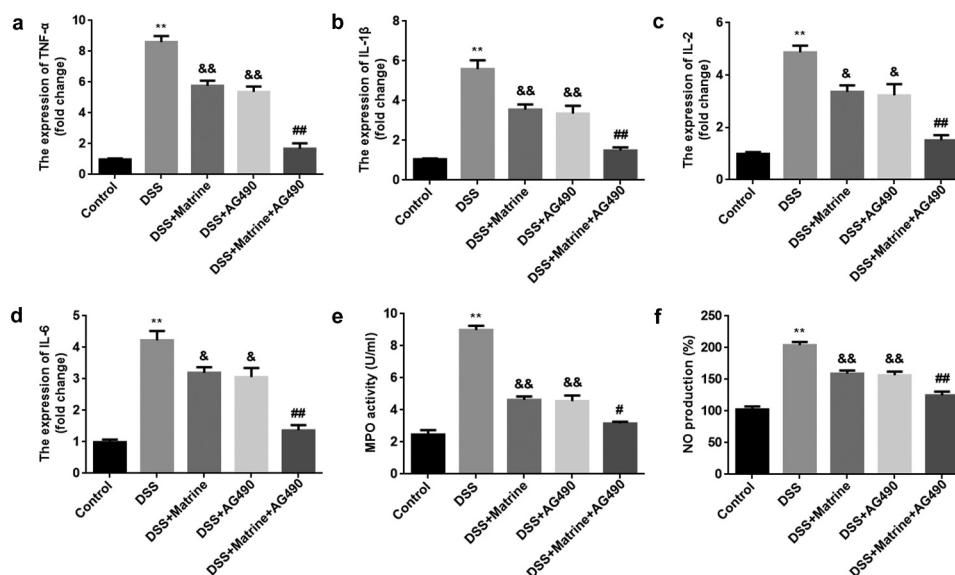 a
The expression of TNF-α
(fold change)
10
8
6
4
2
0
**
&&
&&
##
Control
DSS
DSS+Matrine
DSS+AG490
DSS+Matrine+AG490
b
The expression of IL-1β
(fold change)
8
6
4
2
0
**
&&
&&
##
Control
DSS
DSS+Matrine
DSS+AG490
DSS+Matrine+AG490
c
The expression of IL-2
(fold change)
6
4
2
0
**
&
&
##
Control
DSS
DSS+Matrine
DSS+AG490
DSS+Matrine+AG490
d
The expression of IL-6
(fold change)
5
4
3
2
1
0
**
&
&
##
Control
DSS
DSS+Matrine
DSS+AG490
DSS+Matrine+AG490
e
MPO activity (U/ml)
10
8
6
4
2
0
**
&&
&&
#
Control
DSS
DSS+Matrine
DSS+AG490
DSS+Matrine+AG490
f
NO production (%)
250
200
150
100
50
0
**
&&
&&
##
Control
DSS
DSS+Matrine
DSS+AG490
DSS+Matrine+AG490